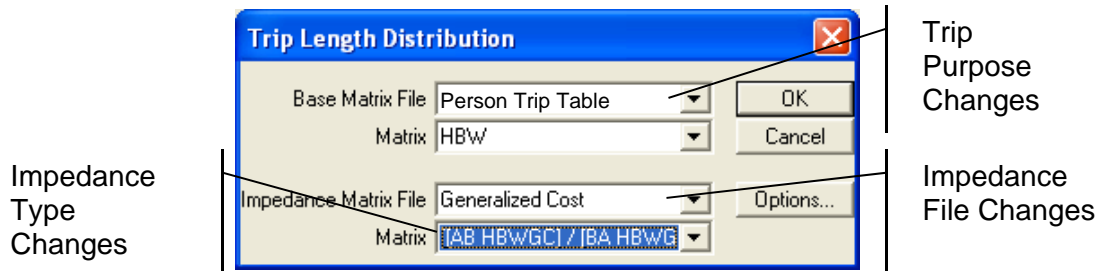 Trip Length Distribution
Base Matrix File Person Trip Table OK
Matrix HBW Cancel
Impedance Matrix File Generalized Cost Options...
Matrix [AB HBWGC] / [BA HBWG
Trip
Purpose
Changes
Impedance
Type
Changes
Impedance
File Changes